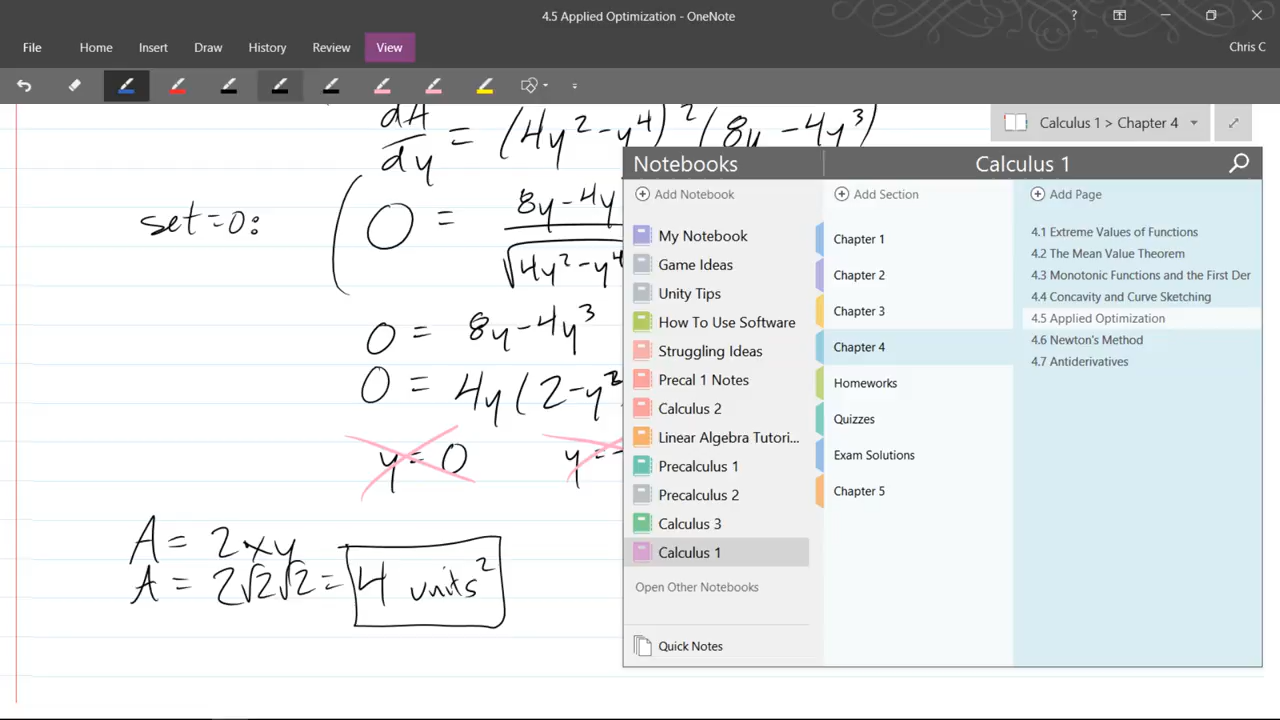 4.5 Applied Optimization - OneNote
?
File Home Insert Draw History Review View
Chris C
dA/dy = (4y² - y⁴)² (8y - 4y³)
Calculus 1 > Chapter 4
set = 0:
0 = 8y - 4y / √4y² - y⁴
0 = 8y - 4y³
0 = 4y(2 - y²
y = 0 y = -
A = 2xy
A = 2√2√2 = 4 units²
Notebooks
Add Notebook
My Notebook
Game Ideas
Unity Tips
How To Use Software
Struggling Ideas
Precal 1 Notes
Calculus 2
Linear Algebra Tutori...
Precalculus 1
Precalculus 2
Calculus 3
Calculus 1
Open Other Notebooks
Quick Notes
Calculus 1
Add Section
Chapter 1
Chapter 2
Chapter 3
Chapter 4
Homeworks
Quizzes
Exam Solutions
Chapter 5
Add Page
4.1 Extreme Values of Functions
4.2 The Mean Value Theorem
4.3 Monotonic Functions and the First Der
4.4 Concavity and Curve Sketching
4.5 Applied Optimization
4.6 Newton's Method
4.7 Antiderivatives